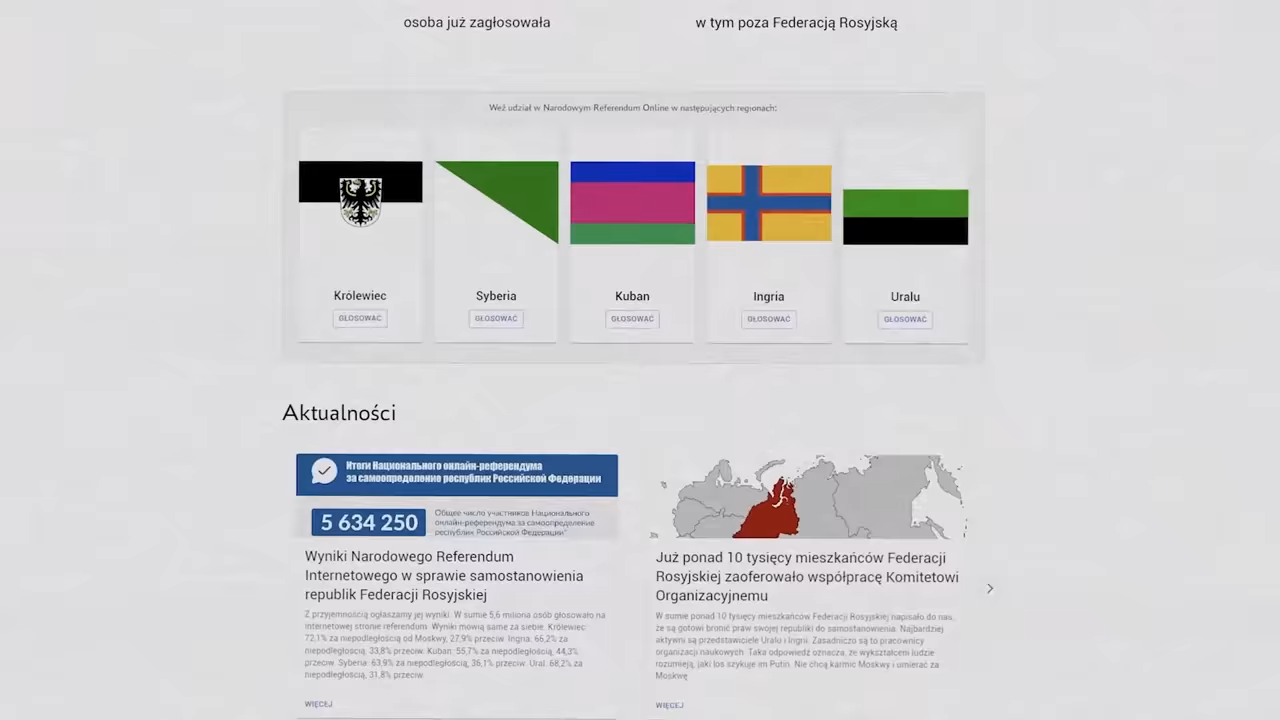 osoba już zagłosowała
w tym poza Federacją Rosyjską
Weź udział w Narodowym Referendum Online w następujących regionach:
Królewiec
Syberia
Kuban
Ingria
Uralu
GŁOSOWAĆ
GŁOSOWAĆ
GŁOSOWAĆ
GŁOSOWAĆ
GŁOSOWAĆ
Aktualności
Итоги Национального онлайн-референдума
за самоопределение республик Российской Федерации
5 634 250
Общее число участников Национального
онлайн-референдума за самоопределение
республик Российской Федерации"
Wyniki Narodowego Referendum
Internetowego w sprawie samostanowienia
republik Federacji Rosyjskiej
Z przyjemnością ogłaszamy jej wyniki. W sumie 5,6 miliona osób głosowało na
internetowej stronie referendum. Wyniki mówią same za siebie. Królewiec:
72,1% za niepodległością od Moskwy, 27,9% przeciw. Ingria: 66,2% za
niepodległością, 33,8% przeciw. Kuban: 55,7% za niepodległością, 44,3%
przeciw. Syberia: 63,9% za niepodległością, 36,1% przeciw. Ural: 68,2% za
niepodległością, 31,8% przeciw.
WIĘCEJ
Już ponad 10 tysięcy mieszkańców Federacji
Rosyjskiej zaoferowało współpracę Komitetowi
Organizacyjnemu
W sumie ponad 10 tysięcy mieszkańców Federacji Rosyjskiej napisało do nas,
że są gotowi bronić praw swojej republiki do samostanowienia. Najbardziej
aktywni są przedstawiciele Uralu i Ingrii. Zasadniczo są to pracownicy
organizacji naukowych. Taka odpowiedź oznacza, że wykształceni ludzie
rozumieją, jaki los szykuje im Putin. Nie chcą karmić Moskwy i umierać za
Moskwę
WIĘCEJ